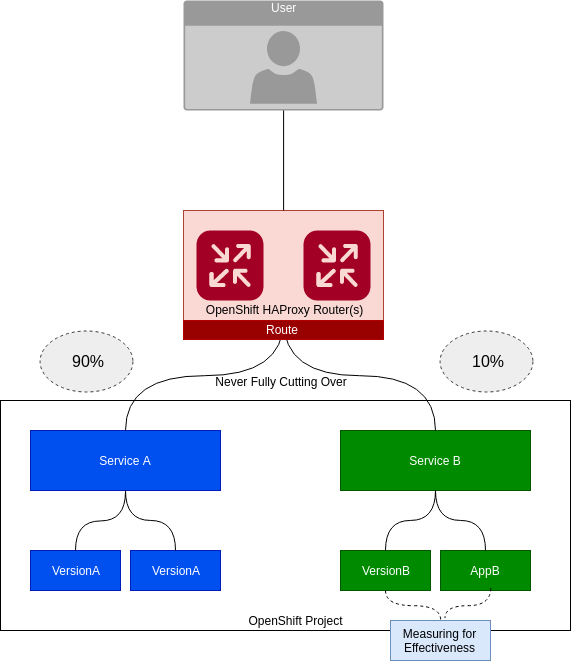 User
OpenShift HAProxy Router(s)
Route
90%
10%
Never Fully Cutting Over
Service A
Service B
VersionA
VersionA
VersionB
AppB
OpenShift Project
Measuring for
Effectiveness